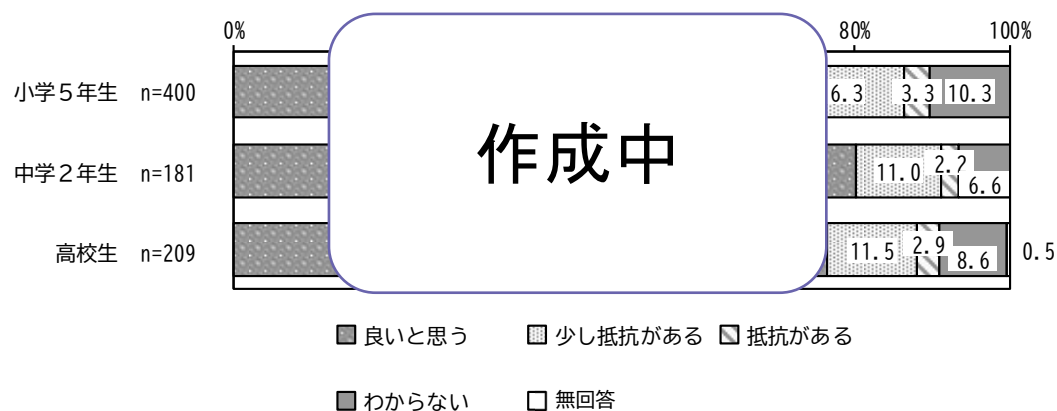 0% 80% 100%
小学５年生 n=400 6.3 3.3 10.3
作成中
中学２年生 n=181 11.0 2.2 6.6
高校生 n=209 11.5 2.9 8.6 0.5
良いと思う 少し抵抗がある 抵抗がある
わからない 無回答